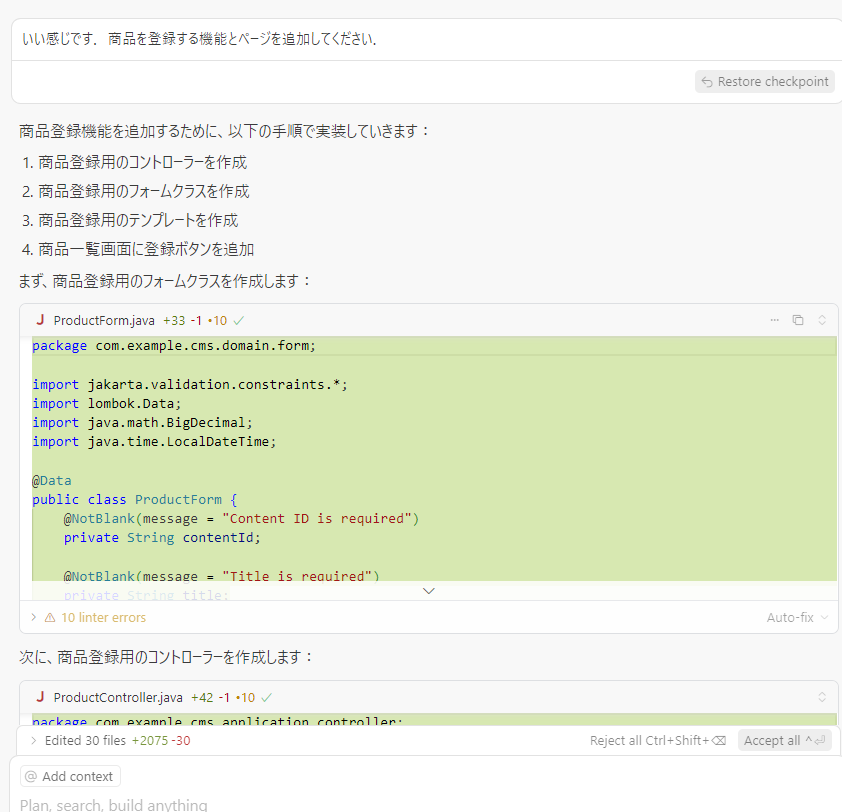 いい感じです． 商品を登録する機能とページを追加してください．
Restore checkpoint
商品登録機能を追加するために、以下の手順で実装していきます：
1. 商品登録用のコントローラーを作成
2. 商品登録用のフォームクラスを作成
3. 商品登録用のテンプレートを作成
4. 商品一覧画面に登録ボタンを追加
まず、商品登録用のフォームクラスを作成します：
J ProductForm.java +33 -1 •10 ✓
package com.example.cms.domain.form;
import jakarta.validation.constraints.*;
import lombok.Data;
import java.math.BigDecimal;
import java.time.LocalDateTime;
@Data
public class ProductForm {
@NotBlank(message = "Content ID is required")
private String contentId;
@NotBlank(message = "Title is required")
private String title;
10 linter errors Auto-fix
次に、商品登録用のコントローラーを作成します：
J ProductController.java +42 -1 •10 ✓
package com.example.cms.application.controller;
Edited 30 files +2075 -30 Reject all Ctrl+Shift+⌫ Accept all ^⏎
@ Add context
Plan, search, build anything